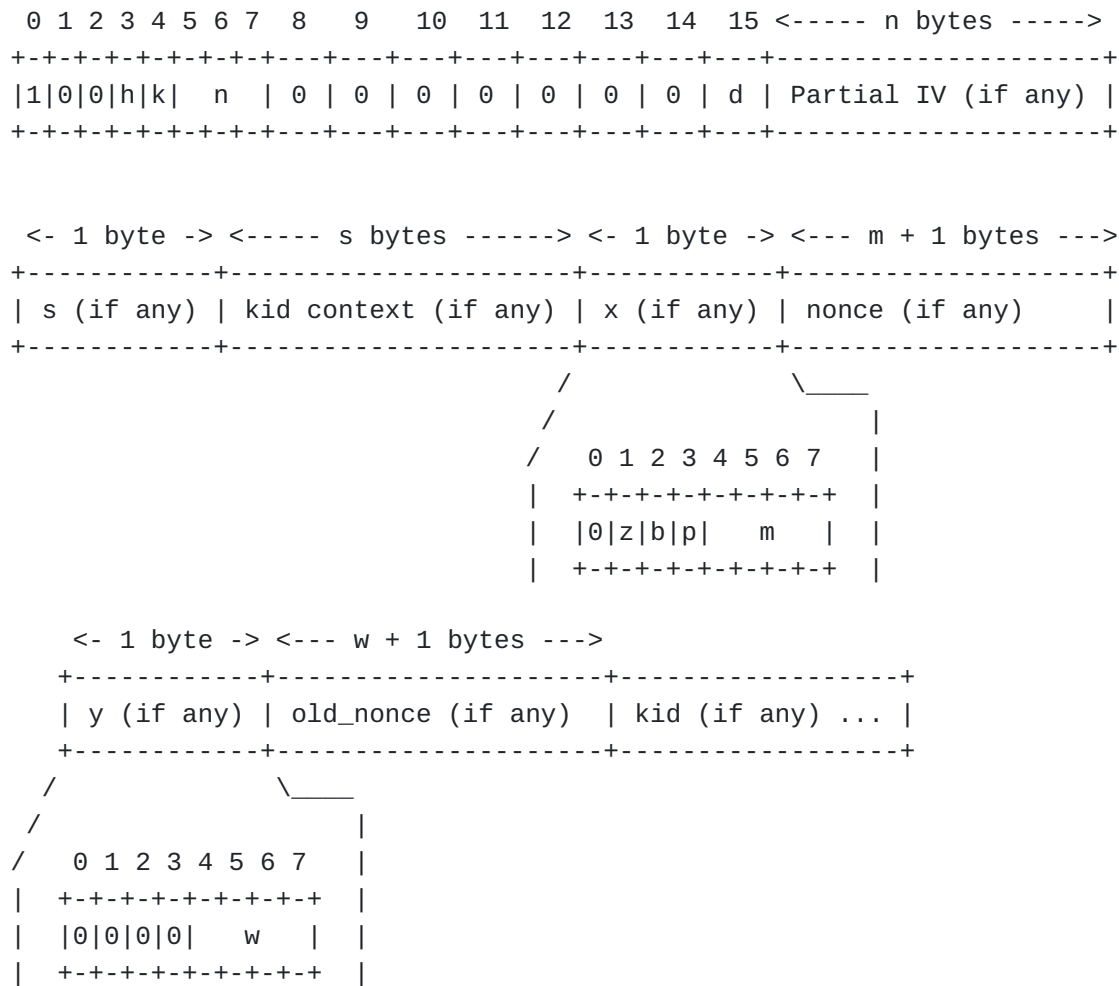 0 1 2 3 4 5 6 7  8   9   10  11  12  13  14  15 <----- n bytes ----->
+-+-+-+-+-+-+-+-+---+---+---+---+---+---+---+---+---------------------+
|1|0|0|h|k|  n  | 0 | 0 | 0 | 0 | 0 | 0 | 0 | d | Partial IV (if any) |
+-+-+-+-+-+-+-+-+---+---+---+---+---+---+---+---+---------------------+
 <- 1 byte -> <----- s bytes ------> <- 1 byte -> <--- m + 1 bytes --->
+------------+----------------------+------------+--------------------+
| s (if any) | kid context (if any) | x (if any) | nonce (if any)     |
+------------+----------------------+------------+--------------------+
                                   /              \____
                                  /                    |
                                 /   0 1 2 3 4 5 6 7   |
                                 |  +-+-+-+-+-+-+-+-+  |
                                 |  |0|z|b|p|   m   |  |
                                 |  +-+-+-+-+-+-+-+-+  |
    <- 1 byte -> <--- w + 1 bytes --->
   +------------+---------------------+------------------+
   | y (if any) | old_nonce (if any)  | kid (if any) ... |
   +------------+---------------------+------------------+
  /              \____
 /                    |
/   0 1 2 3 4 5 6 7   |
|  +-+-+-+-+-+-+-+-+  |
|  |0|0|0|0|   w   |  |
|  +-+-+-+-+-+-+-+-+  |